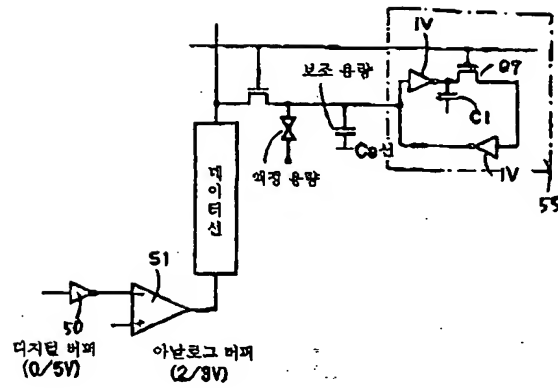 IV
Q7
보조 용량
C1
Cs선
액정 용량
IV
55
데이터선
51
50
디지털 버퍼
(0/5V)
아날로그 버퍼
(2/3V)